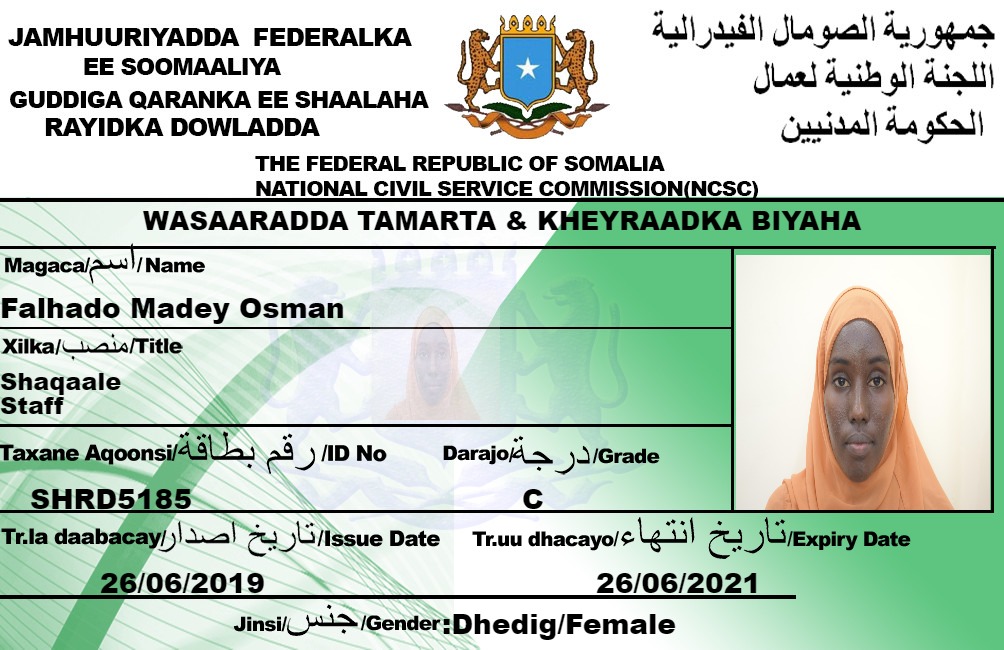 JAMHUURIYADDA FEDERALKA
EE SOOMAALIYA
GUDDIGA QARANKA EE SHAALAHA
RAYIDKA DOWLADDA
جمهورية الصومال الفيدرالية
اللجنة الوطنية لعمال
الحكومة المدنيين
THE FEDERAL REPUBLIC OF SOMALIA
NATIONAL CIVIL SERVICE COMMISSION(NCSC)
WASAARADDA TAMARTA & KHEYRAADKA BIYAHA
Magaca/اسم/Name
Falhado Madey Osman
Xilka/منصب/Title
Shaqaale
Staff
Taxane Aqoonsi/رقم بطاقة/ID No
Darajo/درجة/Grade
SHRD5185
C
Tr.la daabacay/تاريخ اصدار/Issue Date
Tr.uu dhacayo/تاريخ انتهاء/Expiry Date
26/06/2019
26/06/2021
Jinsi/جنس/Gender:Dhedig/Female